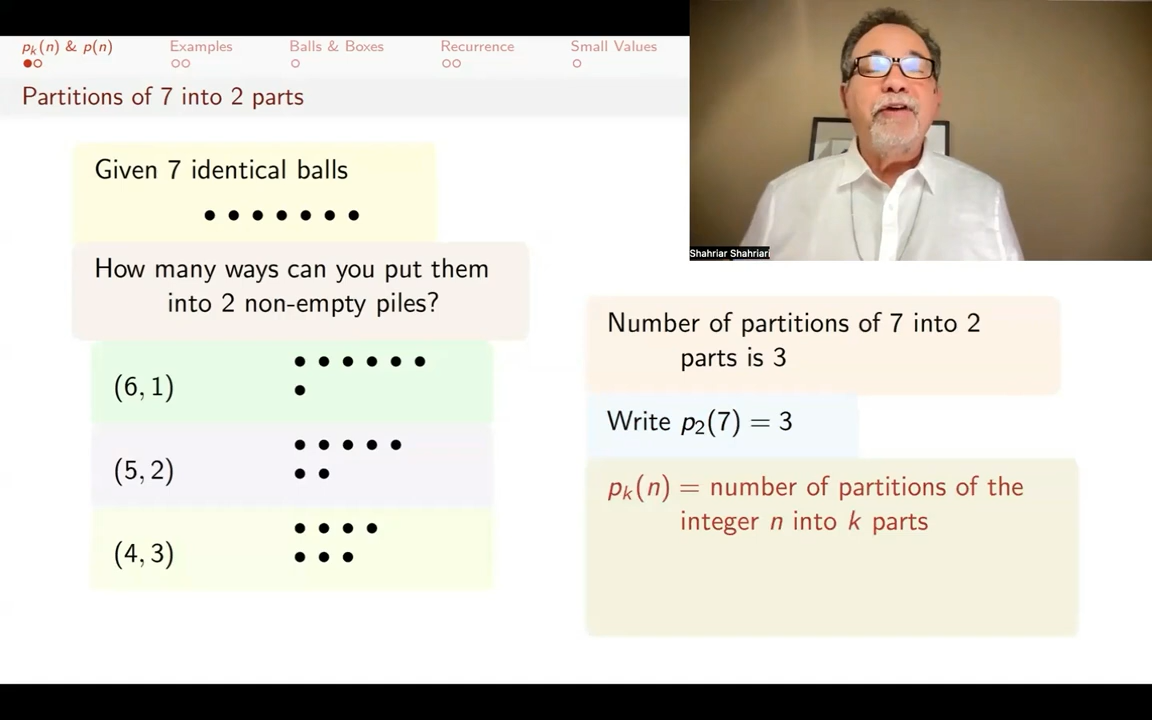 pₖ(n) & p(n) Examples Balls & Boxes Recurrence Small Values
Partitions of 7 into 2 parts
Given 7 identical balls
How many ways can you put them
into 2 non-empty piles?
(6, 1)
(5, 2)
(4, 3)
Shahriar Shahriari
Number of partitions of 7 into 2
parts is 3
Write p₂(7) = 3
pₖ(n) = number of partitions of the
integer n into k parts